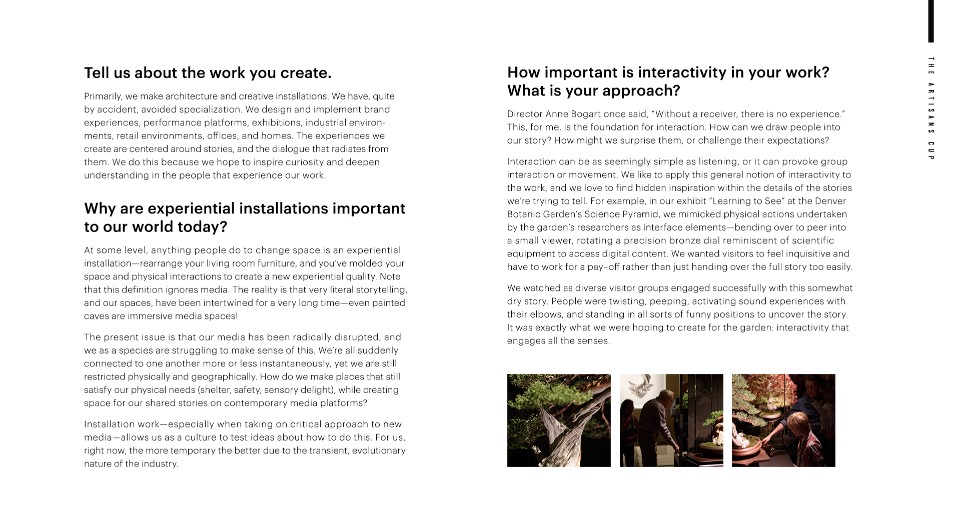 Tell us about the work you create.
Primarily, we make architecture and creative installations. We have, quite
by accident, avoided specialization. We design and implement brand
experiences, performance platforms, exhibitions, industrial environ-
ments, retail environments, offices, and homes. The experiences we
create are centered around stories, and the dialogue that radiates from
them. We do this because we hope to inspire curiosity and deepen
understanding in the people that experience our work.
Why are experiential installations important
to our world today?
At some level, anything people do to change space is an experiential
installation—rearrange your living room furniture, and you've molded your
space and physical interactions to create a new experiential quality. Note
that this definition ignores media. The reality is that very literal storytelling,
and our spaces, have been intertwined for a very long time—even painted
caves are immersive media spaces!
The present issue is that our media has been radically disrupted, and
we as a species are struggling to make sense of this. We're all suddenly
connected to one another more or less instantaneously, yet we are still
restricted physically and geographically. How do we make places that still
satisfy our physical needs (shelter, safety, sensory delight), while creating
space for our shared stories on contemporary media platforms?
Installation work—especially when taking on critical approach to new
media—allows us as a culture to test ideas about how to do this. For us,
right now, the more temporary the better due to the transient, evolutionary
nature of the industry.
How important is interactivity in your work?
What is your approach?
Director Anne Bogart once said, "Without a receiver, there is no experience."
This, for me, is the foundation for interaction. How can we draw people into
our story? How might we surprise them, or challenge their expectations?
Interaction can be as seemingly simple as listening, or it can provoke group
interaction or movement. We like to apply this general notion of interactivity to
the work, and we love to find hidden inspiration within the details of the stories
we're trying to tell. For example, in our exhibit "Learning to See" at the Denver
Botanic Garden's Science Pyramid, we mimicked physical actions undertaken
by the garden's researchers as interface elements—bending over to peer into
a small viewer, rotating a precision bronze dial reminiscent of scientific
equipment to access digital content. We wanted visitors to feel inquisitive and
have to work for a pay-off rather than just handing over the full story too easily.
We watched as diverse visitor groups engaged successfully with this somewhat
dry story. People were twisting, peeping, activating sound experiences with
their elbows, and standing in all sorts of funny positions to uncover the story.
It was exactly what we were hoping to create for the garden: interactivity that
engages all the senses.
THE ARTISANS CUP